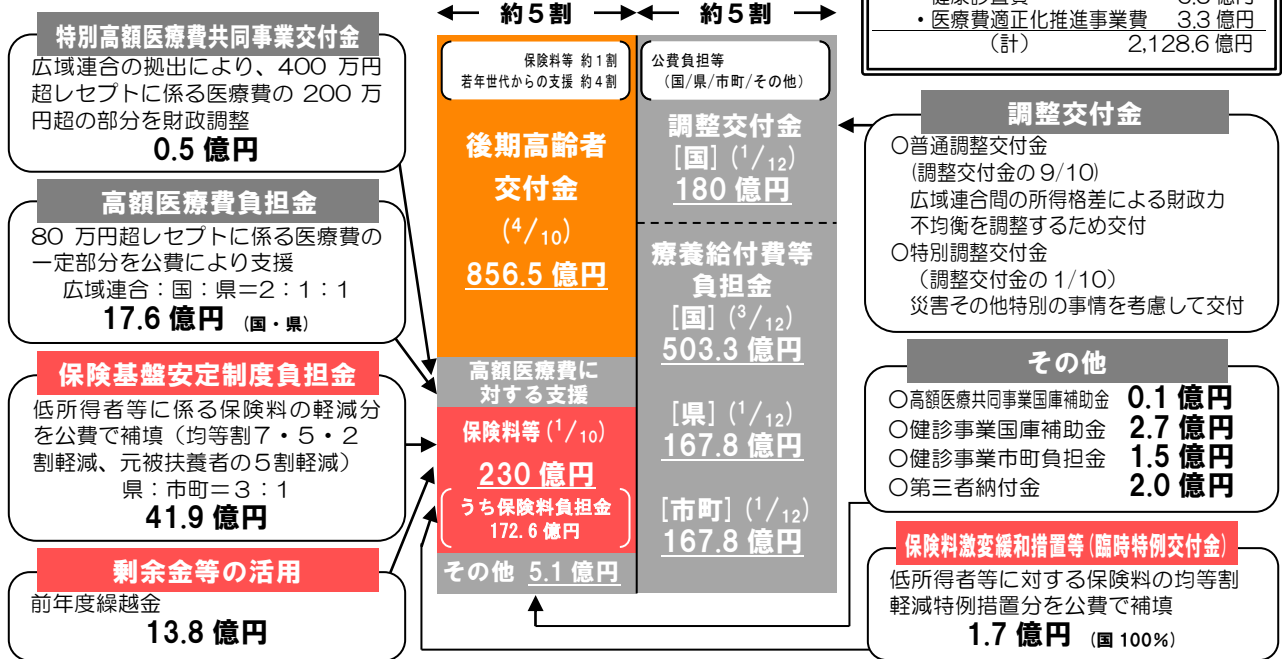 約5割
約5割
・医療費適正化推進事業費 3.3億円
(計) 2,128.6億円
特別高額医療費共同事業交付金
広域連合の拠出により、400 万円
超レセプトに係る医療費の 200 万
円超の部分を財政調整
0.5 億円
高額医療費負担金
80 万円超レセプトに係る医療費の
一定部分を公費により支援
広域連合:国:県=2:1:1
17.6 億円 (国・県)
保険基盤安定制度負担金
低所得者等に係る保険料の軽減分
を公費で補填(均等割7・5・2
割軽減、元被扶養者の5割軽減)
県:市町=3:1
41.9 億円
剰余金等の活用
前年度繰越金
13.8 億円
保険料等 約1割
若年世代からの支援 約4割
後期高齢者
交付金
(4/10)
856.5 億円
高額医療費に
対する支援
保険料等(1/10)
230 億円
うち保険料負担金
172.6 億円
その他 5.1 億円
公費負担等
(国/県/市町/その他)
調整交付金
[国] (1/12)
180 億円
療養給付費等
負担金
[国] (3/12)
503.3 億円
[県] (1/12)
167.8 億円
[市町] (1/12)
167.8 億円
調整交付金
○普通調整交付金
(調整交付金の 9/10)
広域連合間の所得格差による財政力
不均衡を調整するため交付
○特別調整交付金
(調整交付金の 1/10)
災害その他特別の事情を考慮して交付
その他
○高額医療共同事業国庫補助金 0.1 億円
○健診事業国庫補助金 2.7 億円
○健診事業市町負担金 1.5 億円
○第三者納付金 2.0 億円
保険料激変緩和措置等(臨時特例交付金)
低所得者等に対する保険料の均等割
軽減特例措置分を公費で補填
1.7 億円 (国 100%)